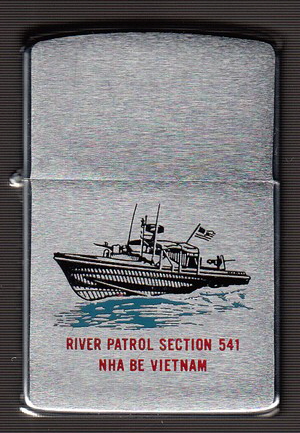 RIVER PATROL SECTION 541
NHA BE VIETNAM